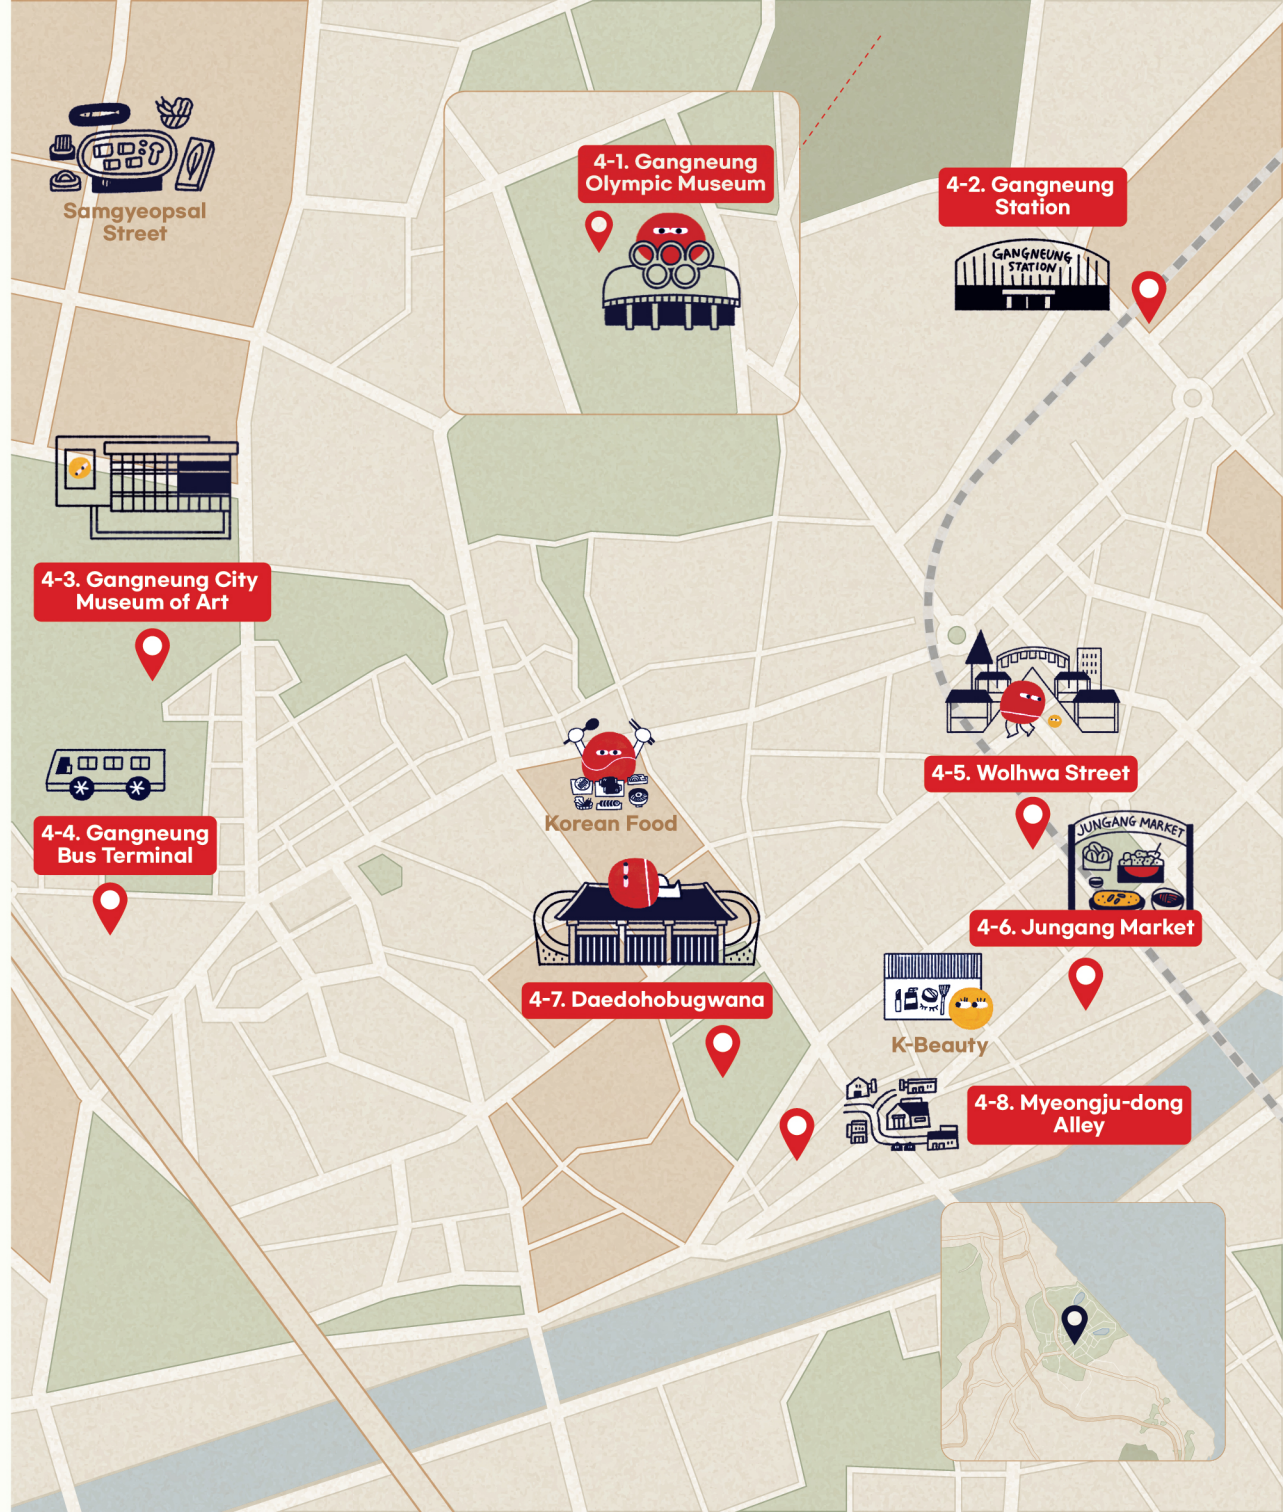 Samgyeopsal
Street
4-1. Gangneung
Olympic Museum
4-2. Gangneung
Station
GANGNEUNG
STATION
4-3. Gangneung City
Museum of Art
4-4. Gangneung
Bus Terminal
Korean Food
4-5. Wolhwa Street
JUNGANG MARKET
4-6. Jungang Market
4-7. Daedohobugwana
K-Beauty
4-8. Myeongju-dong
Alley